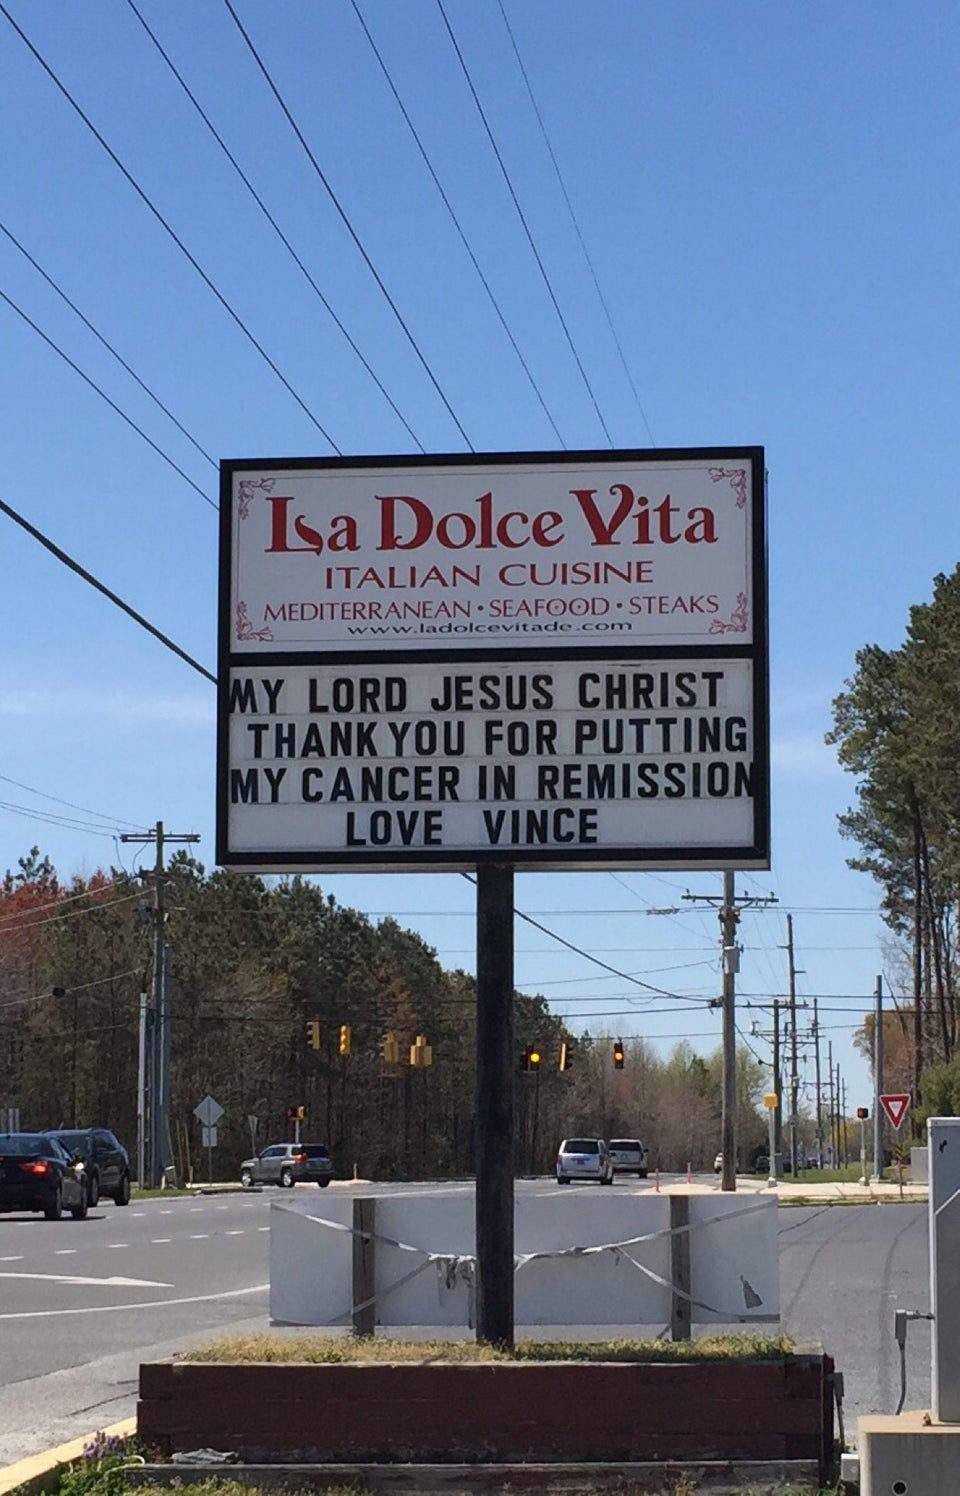 La Dolce Vita
ITALIAN CUISINE
MEDITERRANEAN • SEAFOOD • STEAKS
www.ladolcevitade.com
MY LORD JESUS CHRIST
THANK YOU FOR PUTTING
MY CANCER IN REMISSION
LOVE VINCE